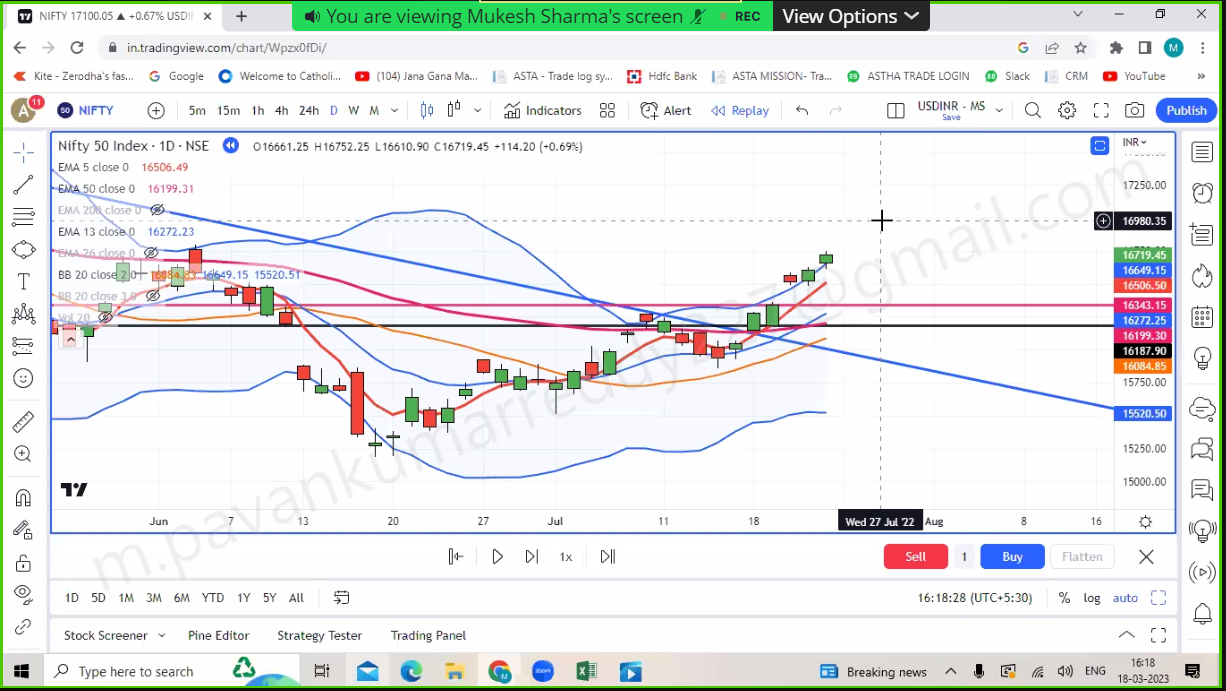 NIFTY 17100.05 ▲ +0.67% USDI
You are viewing Mukesh Sharma's screen
REC
View Options
in.tradingview.com/chart/Wpzx0fDi/
M
Kite - Zerodha's fas...
Google
Welcome to Catholi...
(104) Jana Gana Ma...
ASTA - Trade log sy...
Hdfc Bank
ASTA MISSION- Tra...
ASTHA TRADE LOGIN
Slack
CRM
YouTube
»
A 11
50 NIFTY
5m 15m 1h 4h 24h D W M
Indicators
Alert
Replay
USDINR - MS
Save
Publish
Nifty 50 Index · 1D · NSE
O16661.25 H16752.25 L16610.90 C16719.45 +114.20 (+0.69%)
INR
EMA 5 close 0 16506.49
EMA 50 close 0 16199.31
EMA 200 close 0
EMA 13 close 0 16272.23
EMA 26 close 0
BB 20 close 2.0 16084.83 16649.15 15520.51
BB 20 close 3.0
Vol 20
17250.00
16980.35
16719.45
16649.15
16506.50
16343.15
16272.25
16199.30
16187.90
16084.85
15750.00
15520.50
15250.00
15000.00
m.pavankumarreddy297@gmail.com
Jun 7 13 20 27 Jul 11 18 Wed 27 Jul '22 Aug 8 16
1x
Sell 1 Buy Flatten
1D 5D 1M 3M 6M YTD 1Y 5Y All
16:18:28 (UTC+5:30) % log auto
Stock Screener Pine Editor Strategy Tester Trading Panel
Type here to search
zoom
Breaking news
ENG
16:18
18-03-2023